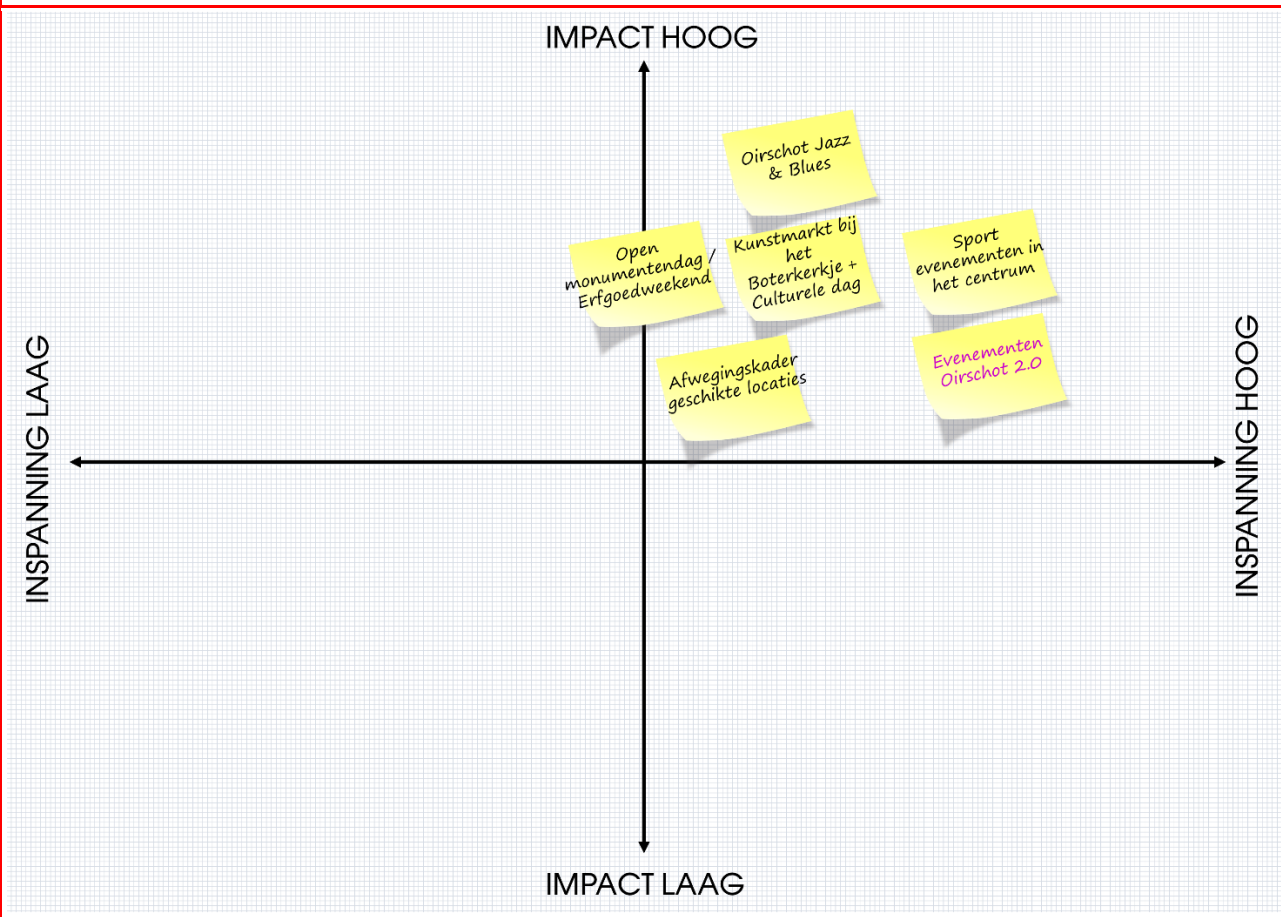 IMPACT HOOG
Oirschot Jazz
& Blues
Open
monumentendag /
Erfgoedweekend
Kunstmarkt bij
het
Boterkerkje +
Culturele dag
Sport
evenementen in
het centrum
Afwegingskader
geschikte locaties
Evenementen
Oirschot 2.0
INSPANNING LAAG
INSPANNING HOOG
IMPACT LAAG